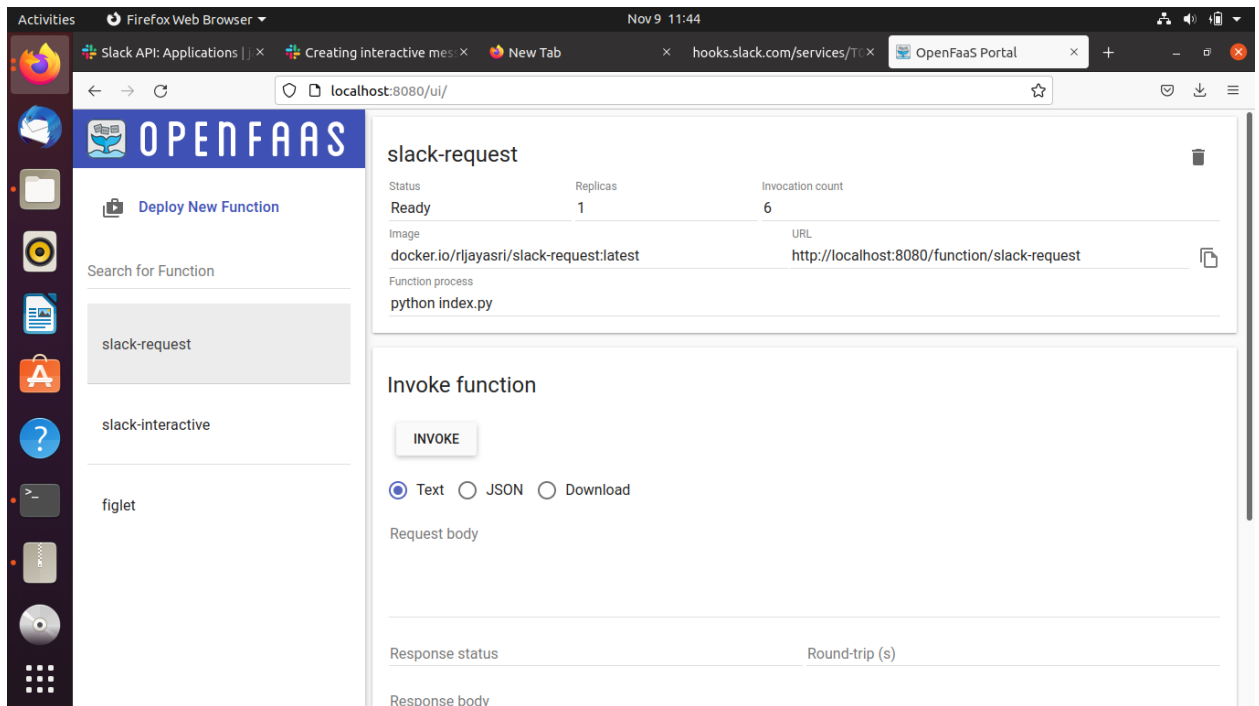 Activities Firefox Web Browser Nov 9 11:44
Slack API: Applications | j Creating interactive mess New Tab hooks.slack.com/services/T0 OpenFaaS Portal
localhost:8080/ui/
OPENFAAS
Deploy New Function
Search for Function
slack-request
slack-interactive
figlet
slack-request
Status Replicas Invocation count
Ready 1 6
Image URL
docker.io/rljayasri/slack-request:latest http://localhost:8080/function/slack-request
Function process
python index.py
Invoke function
INVOKE
Text JSON Download
Request body
Response status Round-trip (s)
Response body